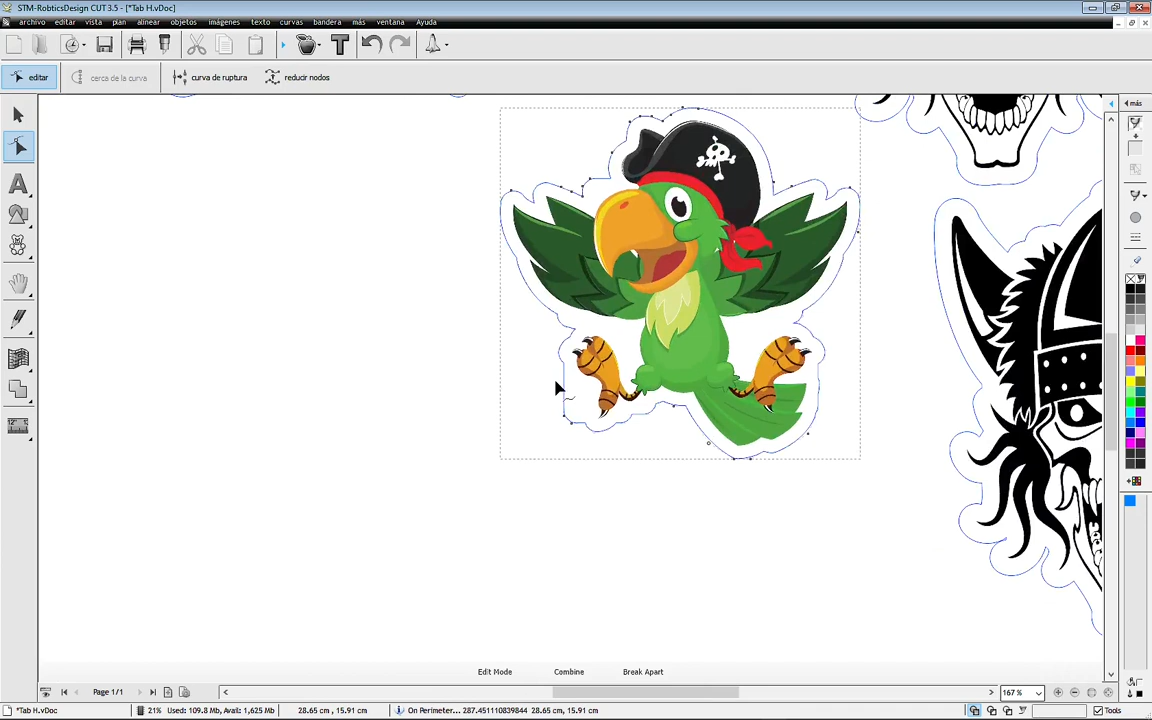 STM-RobticsDesign CUT 3.5 - [*Tab H.vDoc]
archivo editar vista plan alinear objetos imágenes texto curvas bandera más ventana Ayuda
editar cerca de la curva curva de ruptura reducir nodos
más
Edit Mode Combine Break Apart
Page 1/1 167 %
*Tab H.vDoc 21% Used: 109.8 Mb, Avail: 1,625 Mb 28.65 cm , 15.91 cm On Perimeter... 287.451110839844 28.65 cm , 15.91 cm Tools